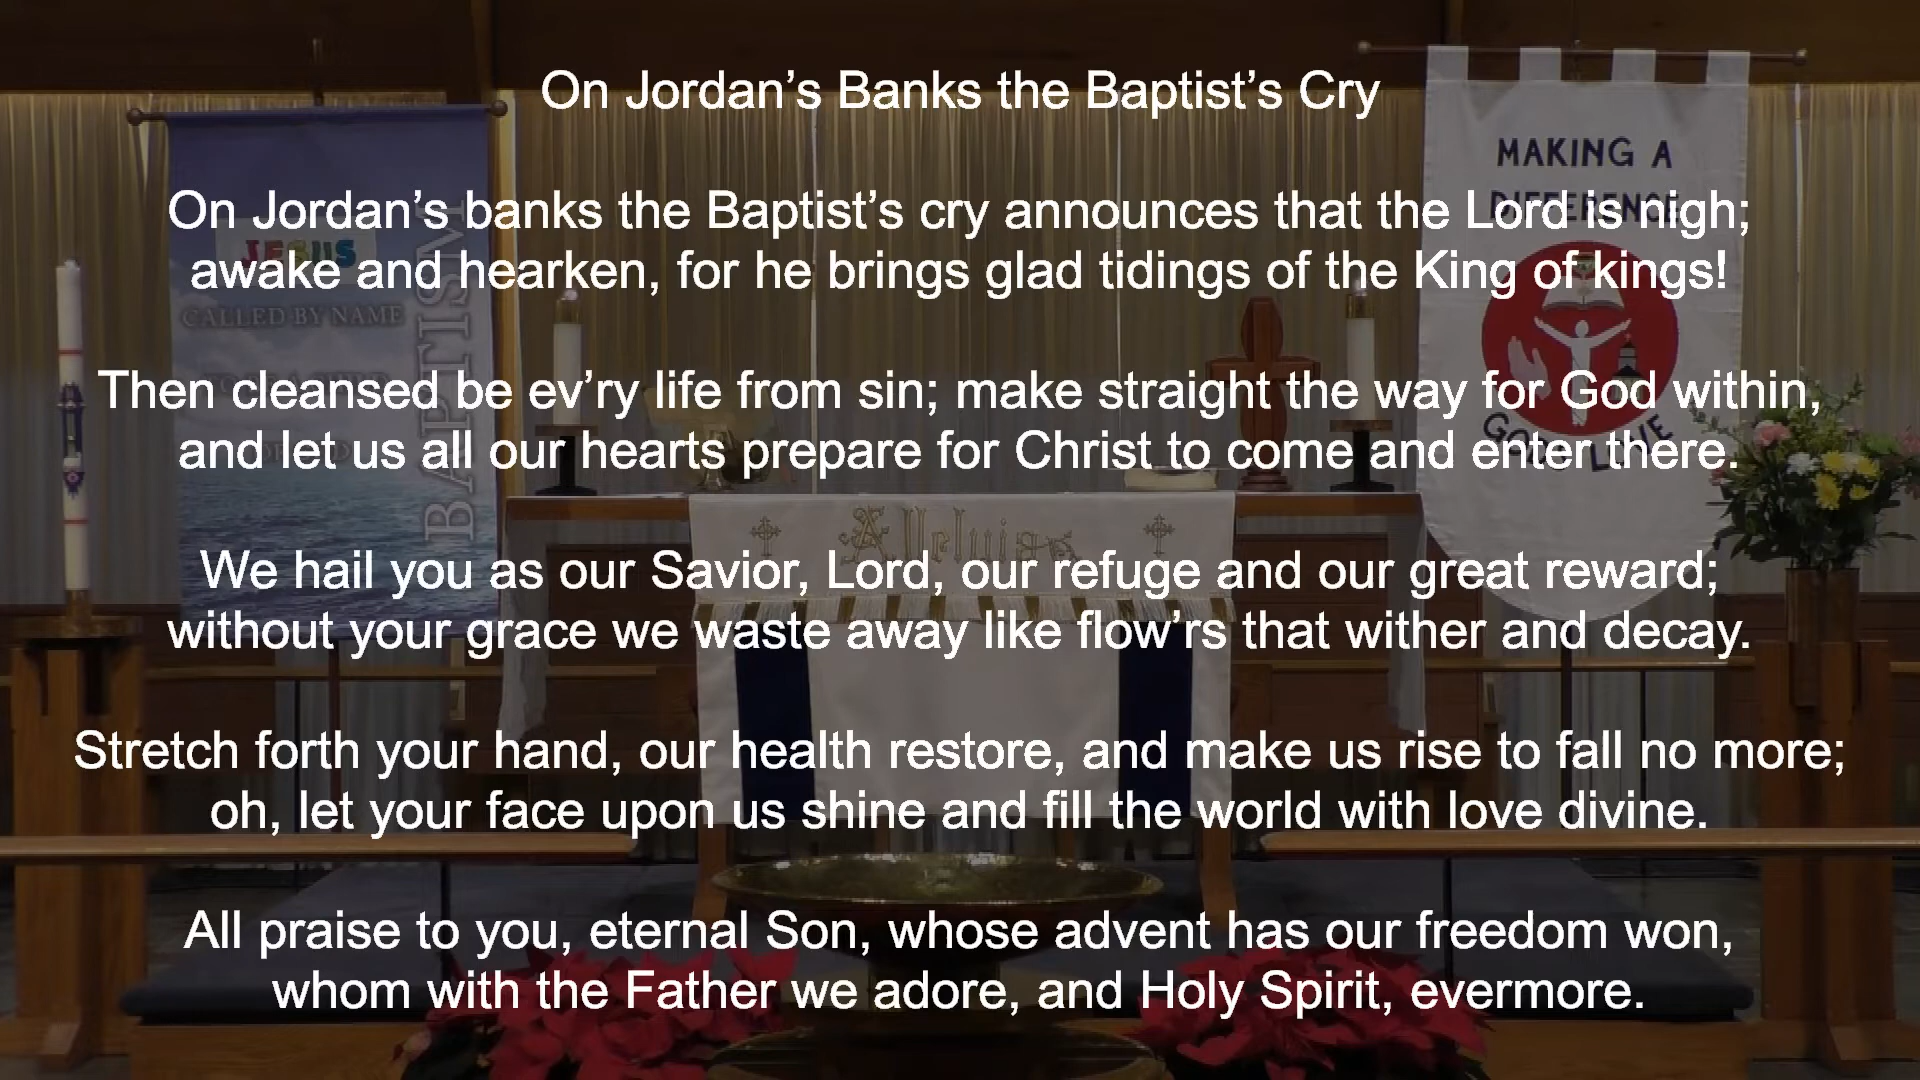 On Jordan’s Banks the Baptist’s Cry
On Jordan’s banks the Baptist’s cry announces that the Lord is nigh;
awake and hearken, for he brings glad tidings of the King of kings!
Then cleansed be ev’ry life from sin; make straight the way for God within,
and let us all our hearts prepare for Christ to come and enter there.
We hail you as our Savior, Lord, our refuge and our great reward;
without your grace we waste away like flow’rs that wither and decay.
Stretch forth your hand, our health restore, and make us rise to fall no more;
oh, let your face upon us shine and fill the world with love divine.
All praise to you, eternal Son, whose advent has our freedom won,
whom with the Father we adore, and Holy Spirit, evermore.
MAKING A
DIFFERENCE
JESUS
CALLED BY NAME
BAPTISM
Alleluia